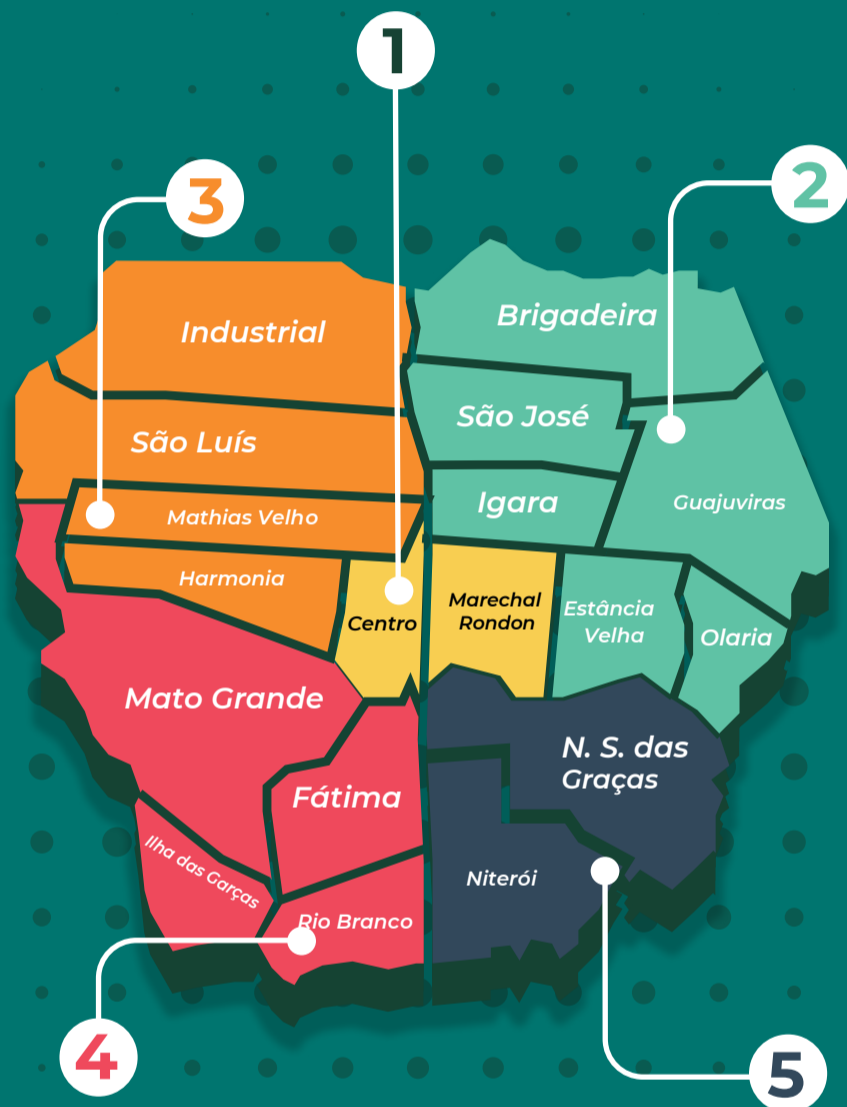 1
2
3
Industrial
Brigadeira
São José
São Luís
Igara
Guajuviras
Mathias Velho
Harmonia
Centro
Marechal
Rondon
Estância
Velha
Olaria
Mato Grande
N. S. das
Graças
Fátima
Ilha das Garças
Niterói
Rio Branco
4
5